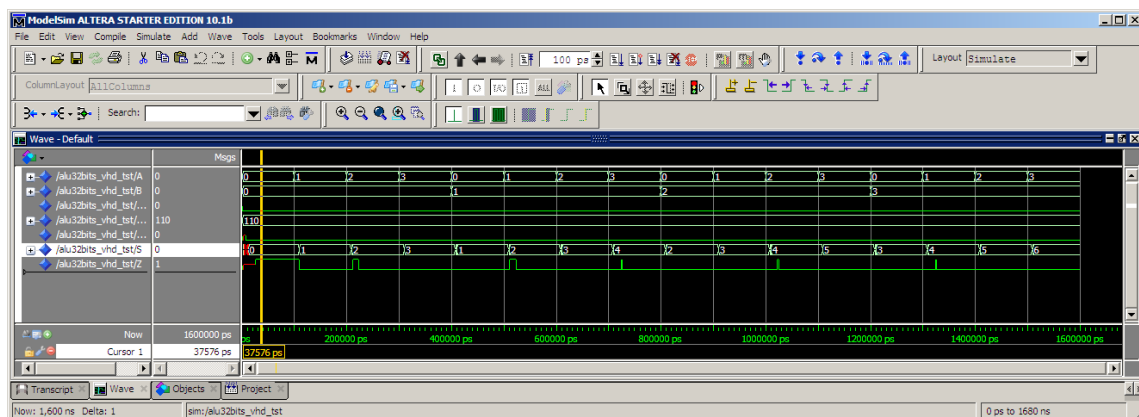 ModelSim ALTERA STARTER EDITION 10.1b
File Edit View Compile Simulate Add Wave Tools Layout Bookmarks Window Help
100 ps
Layout Simulate
ColumnLayout AllColumns
Search:
Wave - Default
Msgs
/alu32bits_vhd_tst/A 0 0 1 2 3 0 1 2 3 0 1 2 3 0 1 2 3
/alu32bits_vhd_tst/B 0 0 1 2 3
/alu32bits_vhd_tst/... 0
/alu32bits_vhd_tst/... 110 110
/alu32bits_vhd_tst/... 0
/alu32bits_vhd_tst/S 0 0 1 2 3 1 2 3 4 2 3 4 5 3 4 5 6
/alu32bits_vhd_tst/Z 1
Now 1600000 ps ps 200000 ps 400000 ps 600000 ps 800000 ps 1000000 ps 1200000 ps 1400000 ps 1600000 ps
Cursor 1 37576 ps 37576 ps
Transcript Wave Objects Project
Now: 1,600 ns Delta: 1 sim:/alu32bits_vhd_tst 0 ps to 1680 ns